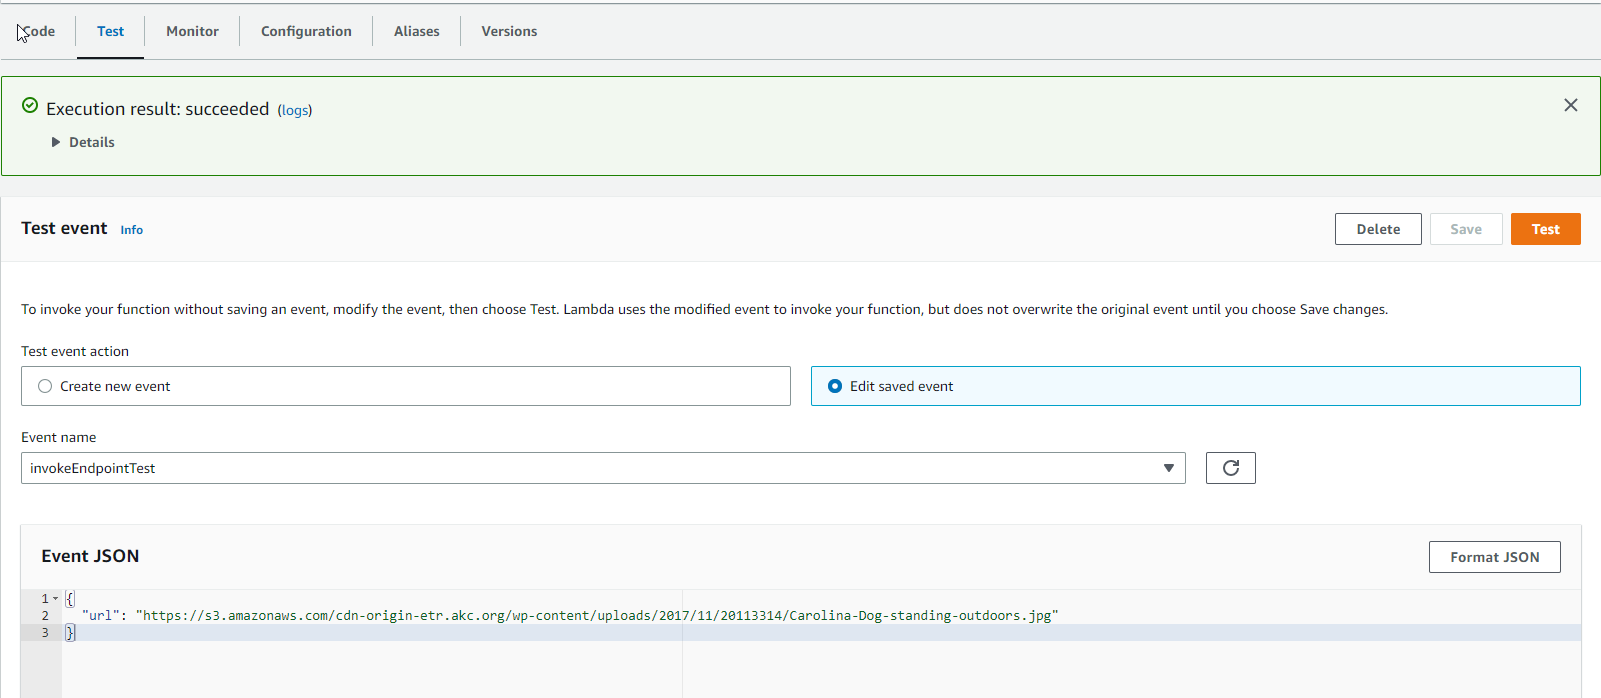 Code Test Monitor Configuration Aliases Versions
Execution result: succeeded (logs)
Details
Test event Info Delete Save Test
To invoke your function without saving an event, modify the event, then choose Test. Lambda uses the modified event to invoke your function, but does not overwrite the original event until you choose Save changes.
Test event action
Create new event Edit saved event
Event name
invokeEndpointTest
Event JSON Format JSON
1 {
2 "url": "https://s3.amazonaws.com/cdn-origin-etr.akc.org/wp-content/uploads/2017/11/20113314/Carolina-Dog-standing-outdoors.jpg"
3 }